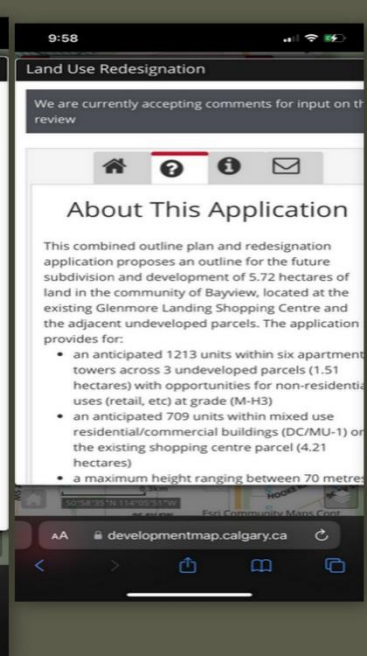 9:58
Land Use Redesignation
We are currently accepting comments for input on th
review
About This Application
This combined outline plan and redesignation
application proposes an outline for the future
subdivision and development of 5.72 hectares of
land in the community of Bayview, located at the
existing Glenmore Landing Shopping Centre and
the adjacent undeveloped parcels. The application
provides for:
• an anticipated 1213 units within six apartment
towers across 3 undeveloped parcels (1.51
hectares) with opportunities for non-residentia
uses (retail, etc) at grade (M-H3)
• an anticipated 709 units within mixed use
residential/commercial buildings (DC/MU-1) or
the existing shopping centre parcel (4.21
hectares)
• a maximum height ranging between 70 metres
Esri Community Maps Cont
AA developmentmap.calgary.ca